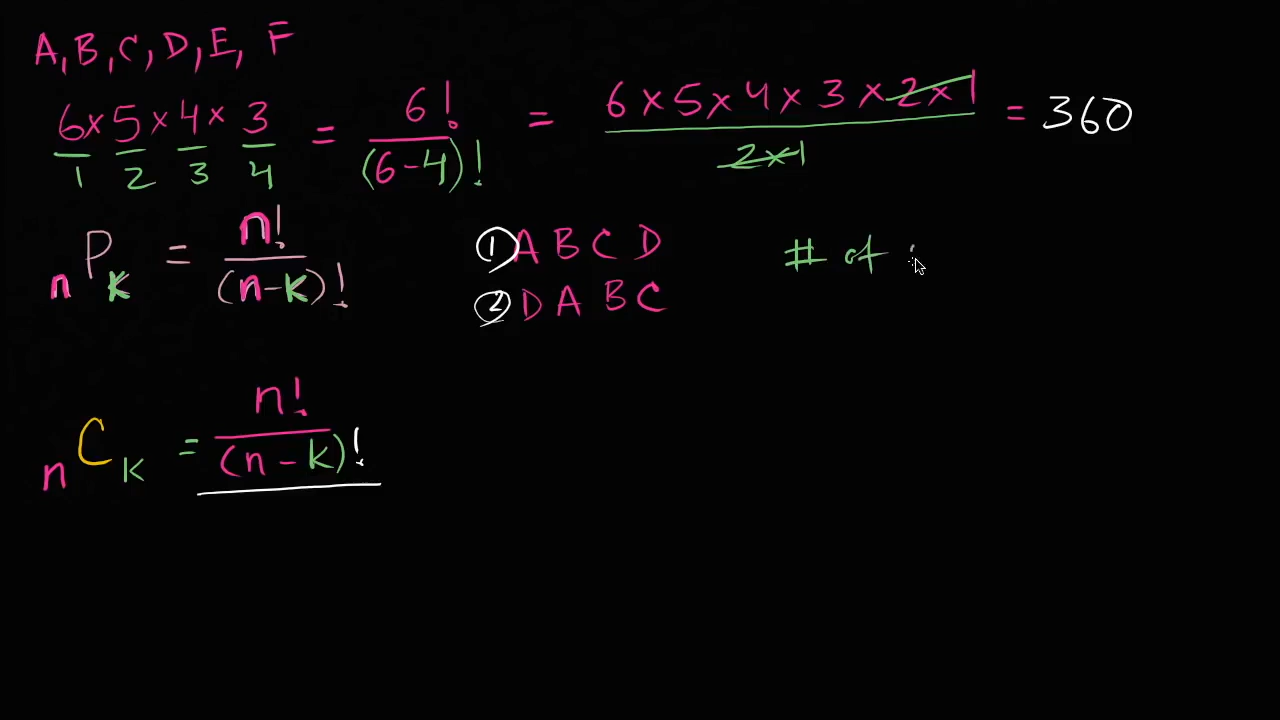 A, B, C, D, E, F
6 × 5 × 4 × 3 = 6! / (6-4)! = 6 × 5 × 4 × 3 × 2 × 1 / 2 × 1 = 360
1 2 3 4
nPk = n! / (n-k)!
① A B C D
② D A B C
# of
nCk = n! / (n - k)!